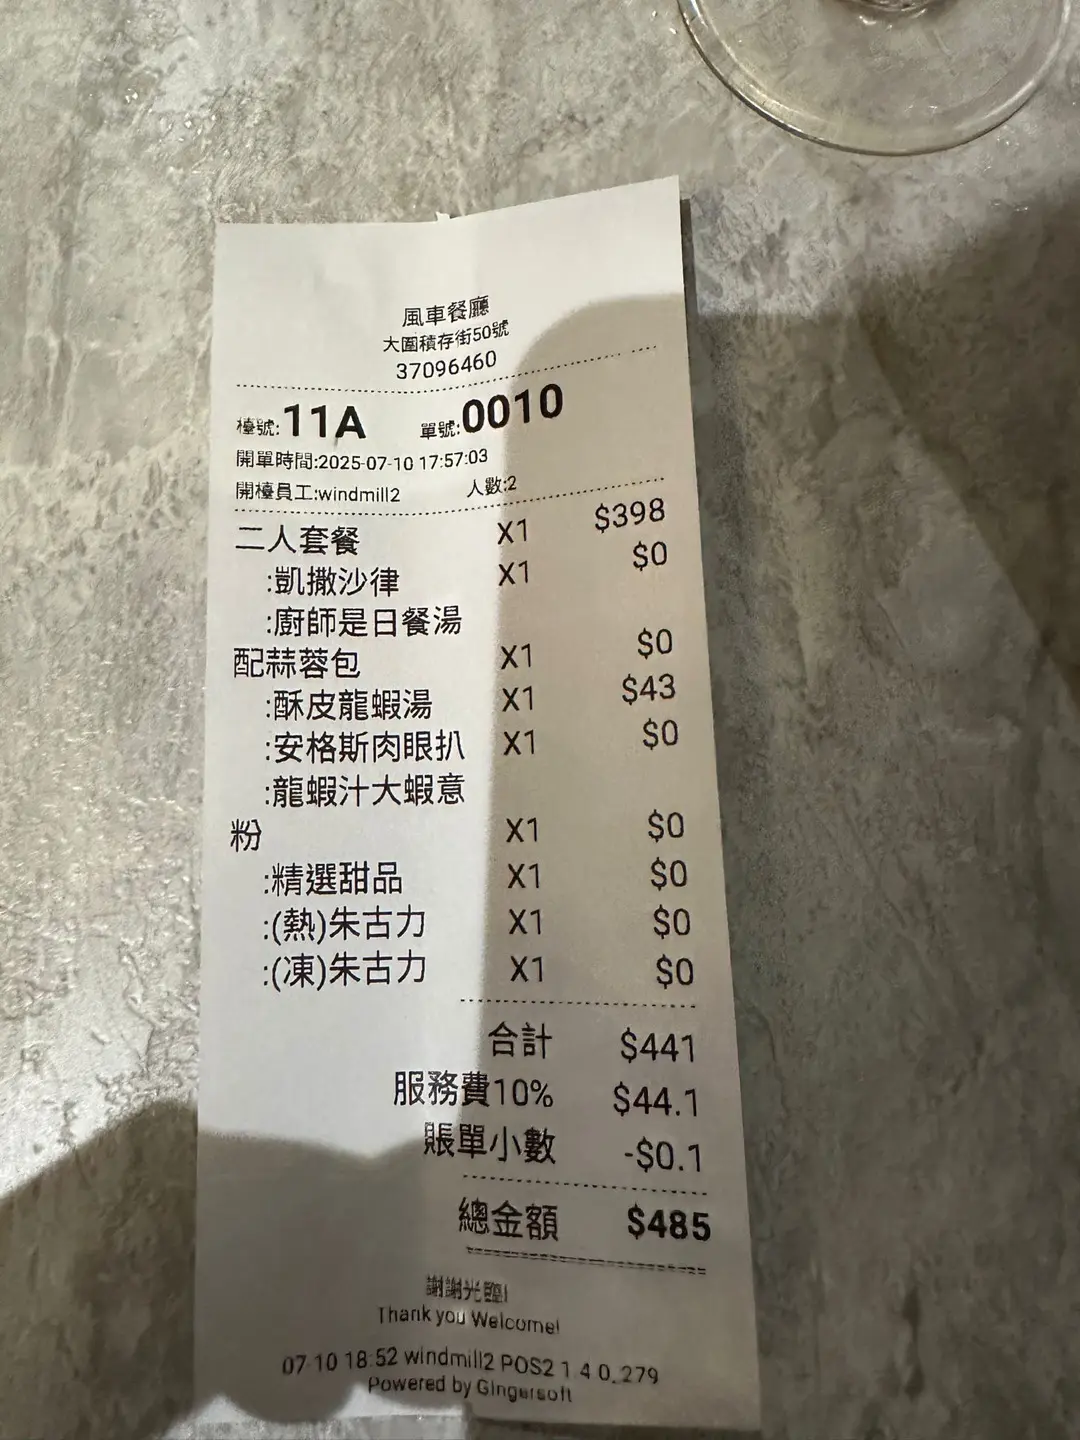 風車餐廳
大圍積存街50號
37096460
檯號:11A 單號:0010
開單時間:2025-07-10 17:57:03
開檯員工:windmill2 人數:2
二人套餐 X1 $398
:凱撒沙律 X1 $0
:廚師是日餐湯
配蒜蓉包 X1 $0
:酥皮龍蝦湯 X1 $43
:安格斯肉眼扒 X1 $0
:龍蝦汁大蝦意
粉 X1 $0
:精選甜品 X1 $0
:(熱)朱古力 X1 $0
:(凍)朱古力 X1 $0
合計 $441
服務費10% $44.1
賬單小數 -$0.1
總金額 $485
謝謝光臨!
Thank you Welcome!
07-10 18:52 windmill2 POS2 1.4.0_279
Powered by Gingersoft